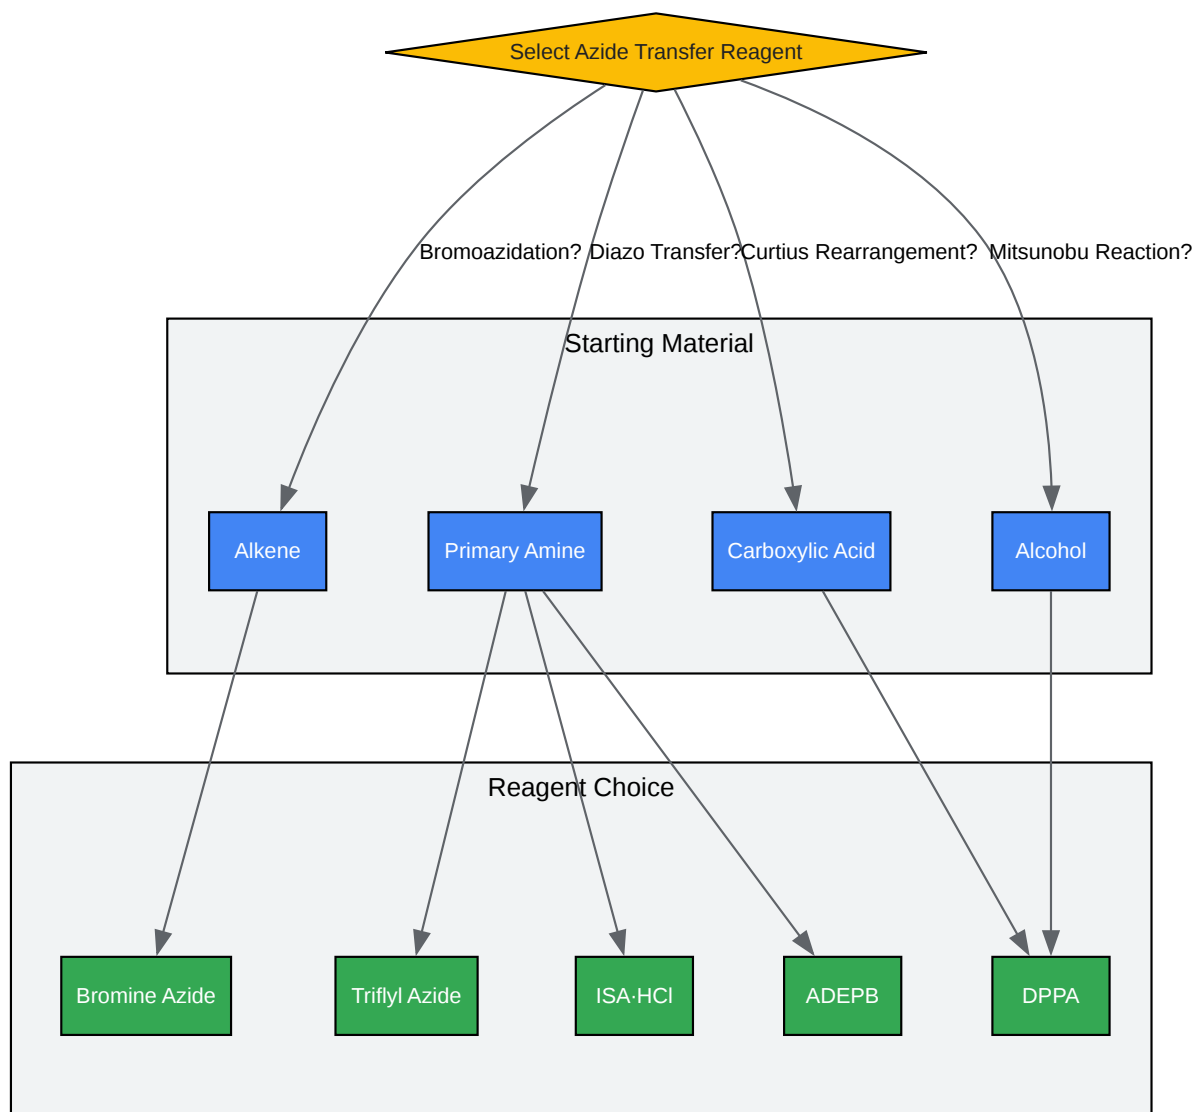 Select Azide Transfer Reagent
Bromoazidation?
Diazo Transfer?
Curtius Rearrangement?
Mitsunobu Reaction?
Starting Material
Alkene
Primary Amine
Carboxylic Acid
Alcohol
Reagent Choice
Bromine Azide
Triflyl Azide
ISA·HCl
ADEPB
DPPA